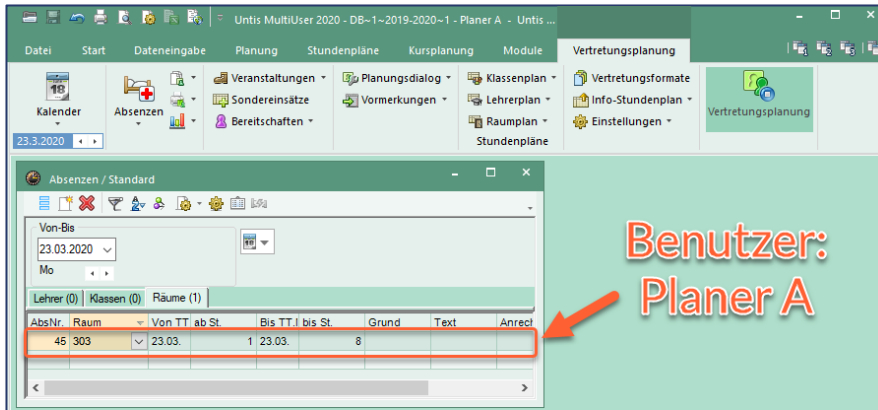 Untis MultiUser 2020 - DB~1~2019-2020~1 - Planer A - Untis ...
Datei Start Dateneingabe Planung Stundenpläne Kursplanung Module Vertretungsplanung
18
Kalender
23.3.2020
Absenzen
Veranstaltungen
Sondereinsätze
Bereitschaften
Planungsdialog
Vormerkungen
Klassenplan
Lehrerplan
Raumplan
Stundenpläne
Vertretungsformate
Info-Stundenplan
Einstellungen
Vertretungsplanung
Absenzen / Standard
Von-Bis
23.03.2020
Mo
18
Lehrer (0) Klassen (0) Räume (1)
AbsNr. Raum Von TT ab St. Bis TT.I bis St. Grund Text Anrech
45 303 23.03. 1 23.03. 8
Benutzer:
Planer A